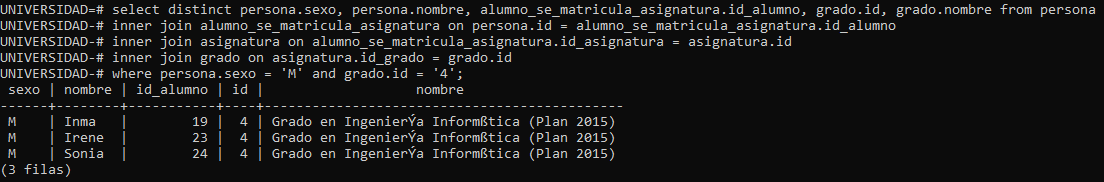 UNIVERSIDAD=# select distinct persona.sexo, persona.nombre, alumno_se_matricula_asignatura.id_alumno, grado.id, grado.nombre from persona
UNIVERSIDAD-# inner join alumno_se_matricula_asignatura on persona.id = alumno_se_matricula_asignatura.id_alumno
UNIVERSIDAD-# inner join asignatura on alumno_se_matricula_asignatura.id_asignatura = asignatura.id
UNIVERSIDAD-# inner join grado on asignatura.id_grado = grado.id
UNIVERSIDAD-# where persona.sexo = 'M' and grado.id = '4';
 sexo | nombre | id_alumno | id |                     nombre
------+--------+-----------+----+-------------------------------------------------
 M    | Inma   |        19 |  4 | Grado en IngenierÝa Informßtica (Plan 2015)
 M    | Irene  |        23 |  4 | Grado en IngenierÝa Informßtica (Plan 2015)
 M    | Sonia  |        24 |  4 | Grado en IngenierÝa Informßtica (Plan 2015)
(3 filas)